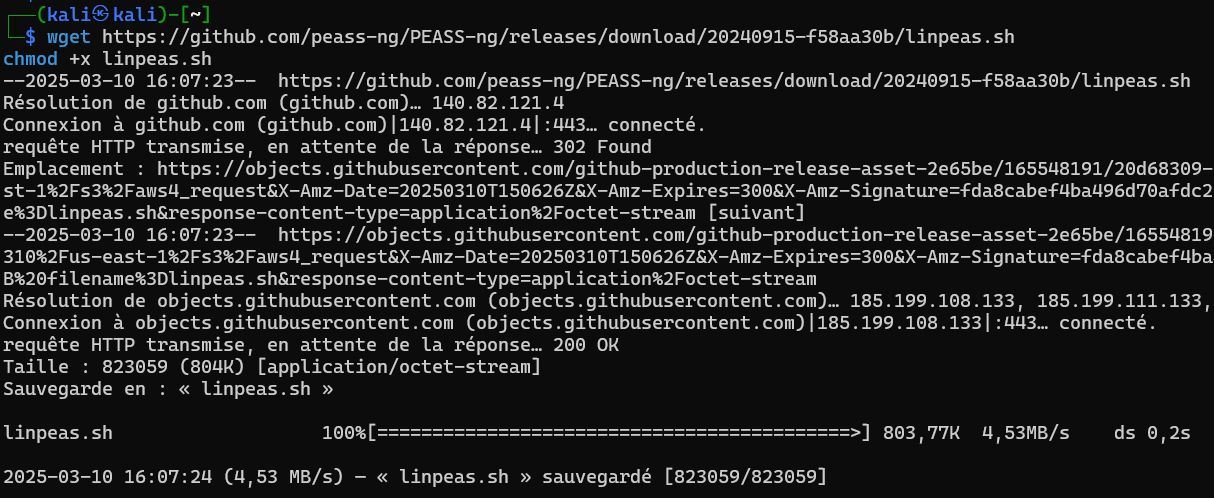 ┌──(kali㉿kali)-[~]
└─$ wget https://github.com/peass-ng/PEASS-ng/releases/download/20240915-f58aa30b/linpeas.sh
chmod +x linpeas.sh
--2025-03-10 16:07:23--  https://github.com/peass-ng/PEASS-ng/releases/download/20240915-f58aa30b/linpeas.sh
Résolution de github.com (github.com)… 140.82.121.4
Connexion à github.com (github.com)|140.82.121.4|:443… connecté.
requête HTTP transmise, en attente de la réponse… 302 Found
Emplacement : https://objects.githubusercontent.com/github-production-release-asset-2e65be/165548191/20d68309-
st-1%2Fs3%2Faws4_request&X-Amz-Date=20250310T150626Z&X-Amz-Expires=300&X-Amz-Signature=fda8cabef4ba496d70afdc2
e%3Dlinpeas.sh&response-content-type=application%2Foctet-stream [suivant]
--2025-03-10 16:07:23--  https://objects.githubusercontent.com/github-production-release-asset-2e65be/16554819
310%2Fus-east-1%2Fs3%2Faws4_request&X-Amz-Date=20250310T150626Z&X-Amz-Expires=300&X-Amz-Signature=fda8cabef4ba
B%20filename%3Dlinpeas.sh&response-content-type=application%2Foctet-stream
Résolution de objects.githubusercontent.com (objects.githubusercontent.com)… 185.199.108.133, 185.199.111.133,
Connexion à objects.githubusercontent.com (objects.githubusercontent.com)|185.199.108.133|:443… connecté.
requête HTTP transmise, en attente de la réponse… 200 OK
Taille : 823059 (804K) [application/octet-stream]
Sauvegarde en : « linpeas.sh »
linpeas.sh                   100%[===========================================>] 803,77K  4,53MB/s    ds 0,2s
2025-03-10 16:07:24 (4,53 MB/s) — « linpeas.sh » sauvegardé [823059/823059]